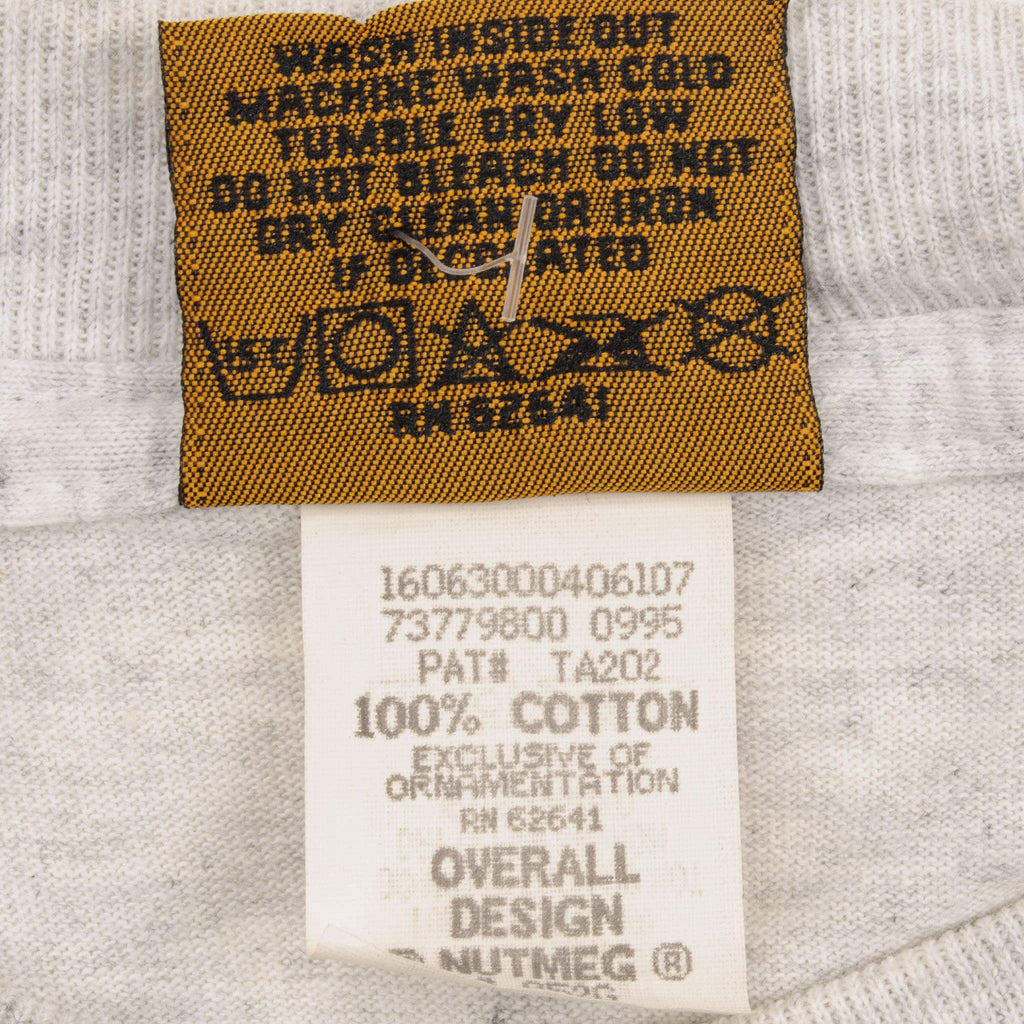 WASH INSIDE OUT
MACHINE WASH COLD
TUMBLE DRY LOW
DO NOT BLEACH DO NOT
DRY CLEAN OR IRON
IF DECORATED
RN 62641
16063000406107
73779800 0995
PAT# TA202
100% COTTON
EXCLUSIVE OF
ORNAMENTATION
RN 62641
OVERALL
DESIGN
NUTMEG ®